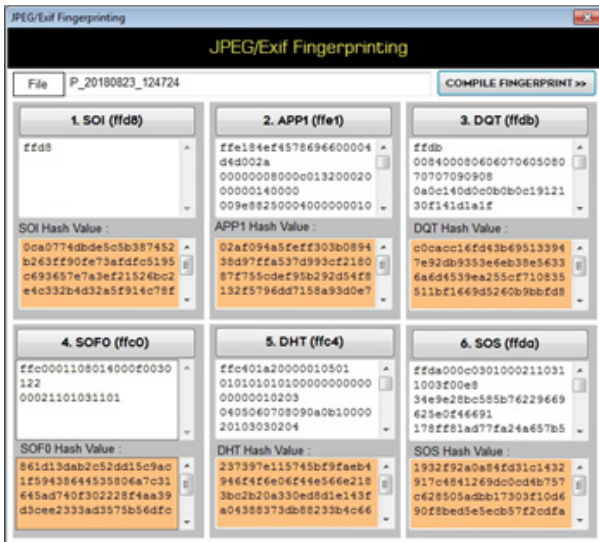 JPEG/Exif Fingerprinting
JPEG/Exif Fingerprinting
File P_20180823_124724 COMPILE FINGERPRINT >>
1. SOI (ffd8)
ffd8
SOI Hash Value :
0ca0774dbde5c5b387452
b263ff90fe73afdfc5195
c693657e7a3ef21526bc2
e4c332b4d32a5f914c78f
2. APP1 (ffe1)
ffe184ef4578696600004
d4d002a
00000008000c013200020
00000140000
009e88250004000000010
APP1 Hash Value :
02af094a5feff303b0894
38d97ffa537d993cf2180
87f755cdef95b292d54f8
132f5796dd7158a93d0e7
3. DQT (ffdb)
ffdb
008400080606070605080
70707090908
0a0c140d0c0b0b0c19121
30f141d1a1f
DQT Hash Value :
c0cacc16fd43b69513394
7e92db9353e6eb38e5633
6a6d4539ea255cf710835
511bf1669d5260b9bbfd8
4. SOF0 (ffc0)
ffc0001108014000f0030
122
00021101031101
SOF0 Hash Value :
861d13dab2c52dd15c9ac
1f59438644535806a7c31
645ad740f302228f4aa39
d3cee2333ad3575b56dfc
5. DHT (ffc4)
ffc401a20000010501
010101010100000000000
00000010203
0405060708090a0b10000
20103030204
DHT Hash Value :
237397e115745bf9faeb4
946f4f6e06f44e566e218
3bc2b20a330ed8d1e143f
a04388373db88233b4c66
6. SOS (ffda)
ffda000c0301000211031
1003f00e8
34e9e28bc585b76229669
625e0f46691
178ff81ad77fa24a657b5
SOS Hash Value :
1932f92a0a84fd31c1432
917c4841269dc0cd4b757
c628505adbb17303f10d6
90f8bed5e5ecb57f2cdfa